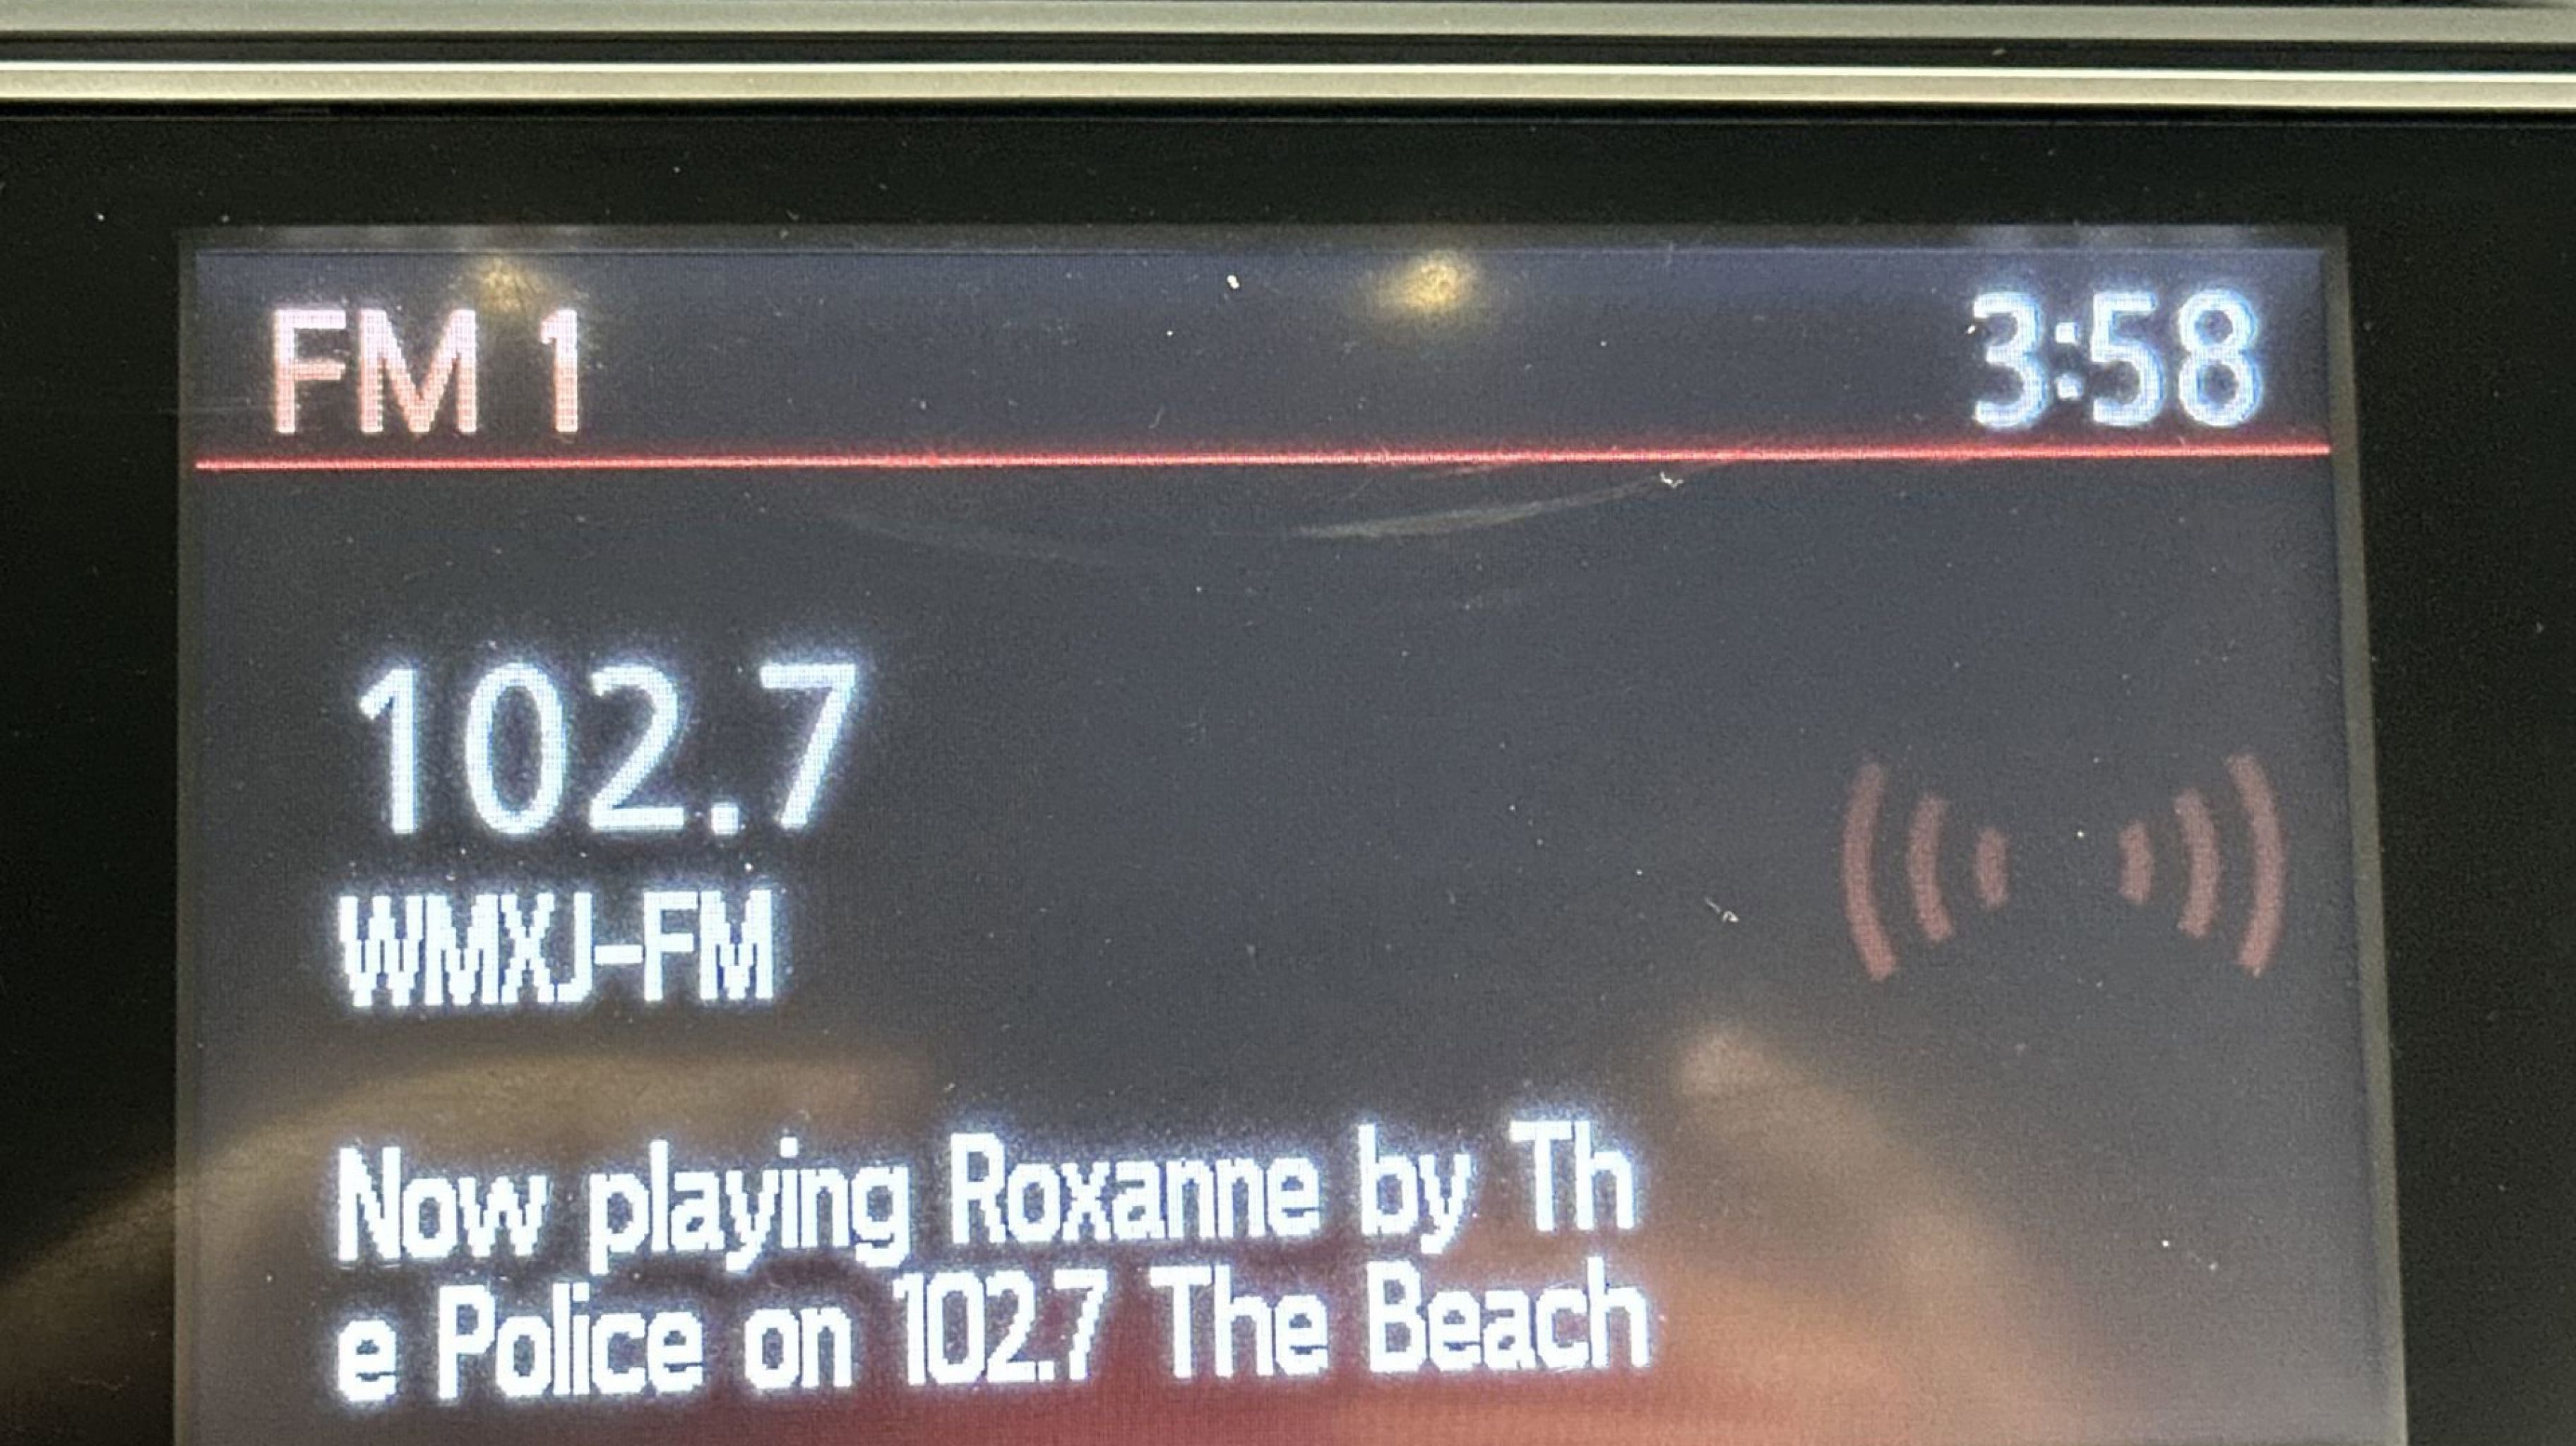 FM 1
3:58
102.7
WMXJ-FM
Now playing Roxanne by Th
e Police on 102.7 The Beach